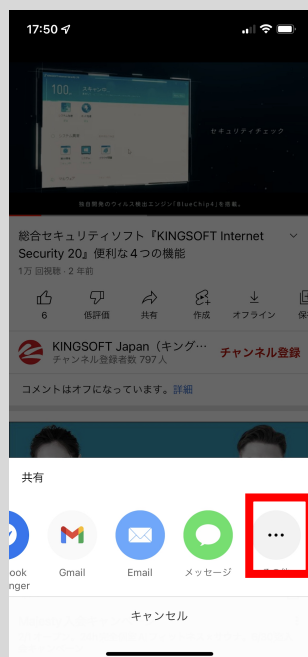 17:50
100
セキュリティチェック
独自開発のウィルス検出エンジン「BlueChip4」を搭載。
総合セキュリティソフト『KINGSOFT Internet
Security 20』便利な4つの機能
1万 回視聴・2 年前
6 低評価 共有 作成 オフライン 保
KINGSOFT Japan（キング… チャンネル登録
チャンネル登録者数 797人
コメントはオフになっています。詳細
共有
ook Gmail Email メッセージ
nger
キャンセル